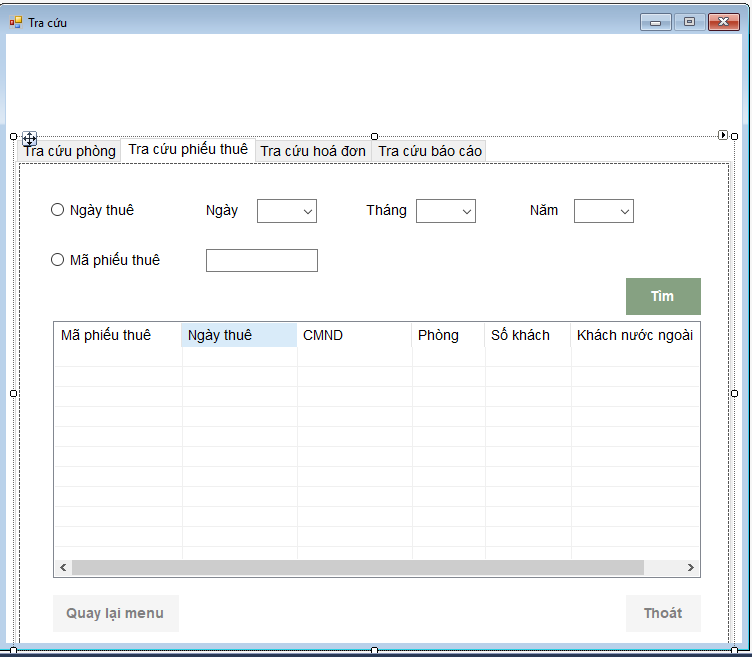 Tra cứu
Tra cứu phòng Tra cứu phiếu thuê Tra cứu hoá đơn Tra cứu báo cáo
Ngày thuê Ngày Tháng Năm
Mã phiếu thuê
Tìm
Mã phiếu thuê Ngày thuê CMND Phòng Số khách Khách nước ngoài
Quay lại menu Thoát